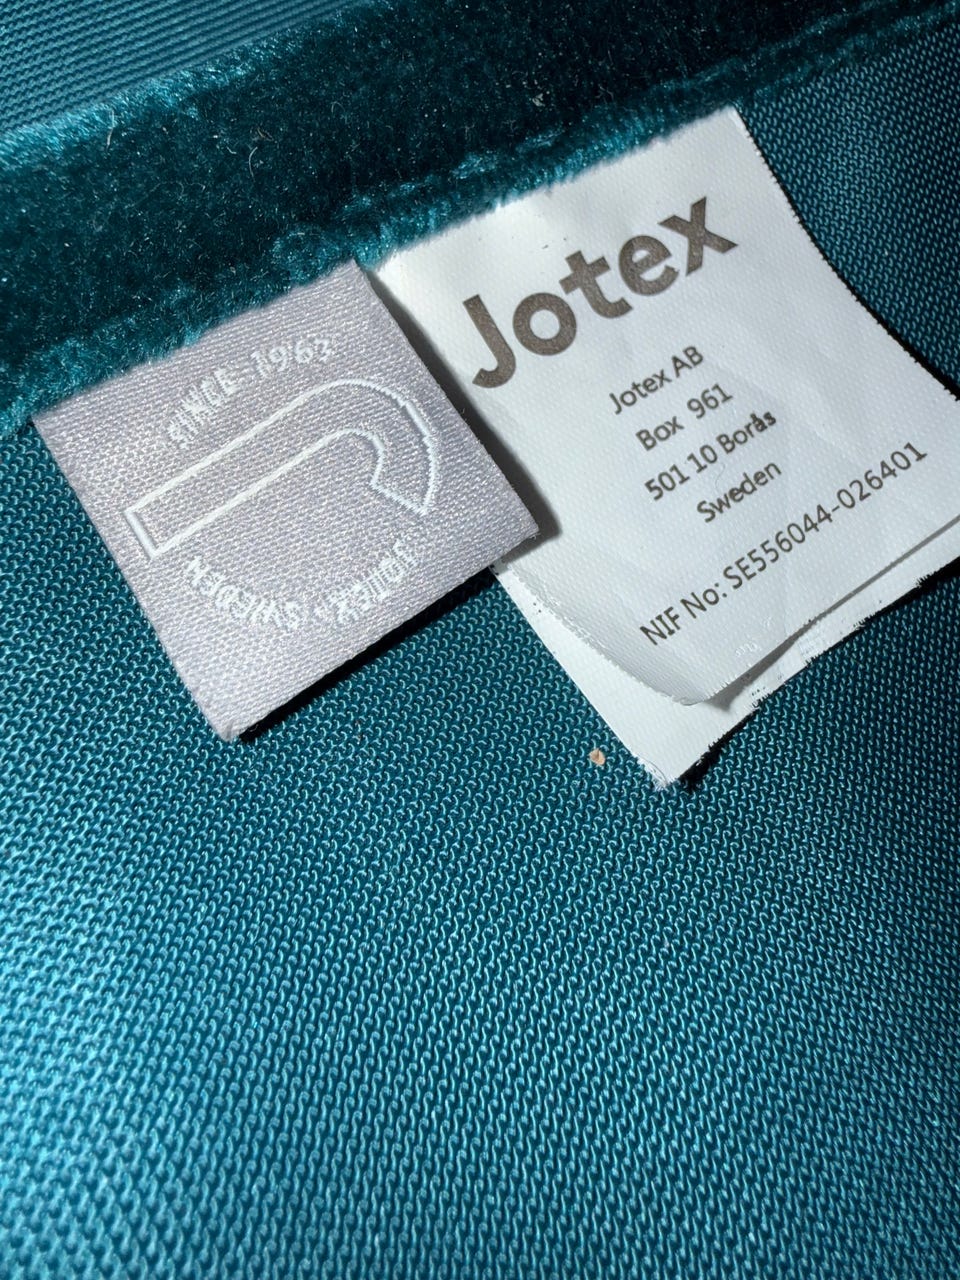 SINCE 1963
JOTEX SWEDEN
Jotex
Jotex AB
Box 961
501 10 Borås
Sweden
NIF No: SE556044-026401